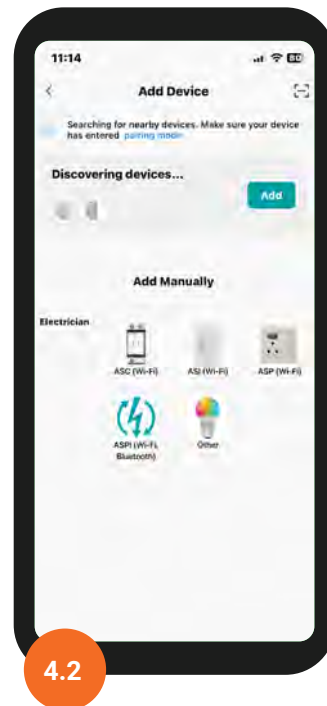 11:14
80
Add Device
Searching for nearby devices. Make sure your device
has entered pairing mode.
Discovering devices...
Add
Add Manually
Electrician
ASC (Wi-Fi)
ASI (Wi-Fi)
ASP (Wi-Fi)
ASPI (Wi-Fi,
Bluetooth)
Other
4.2